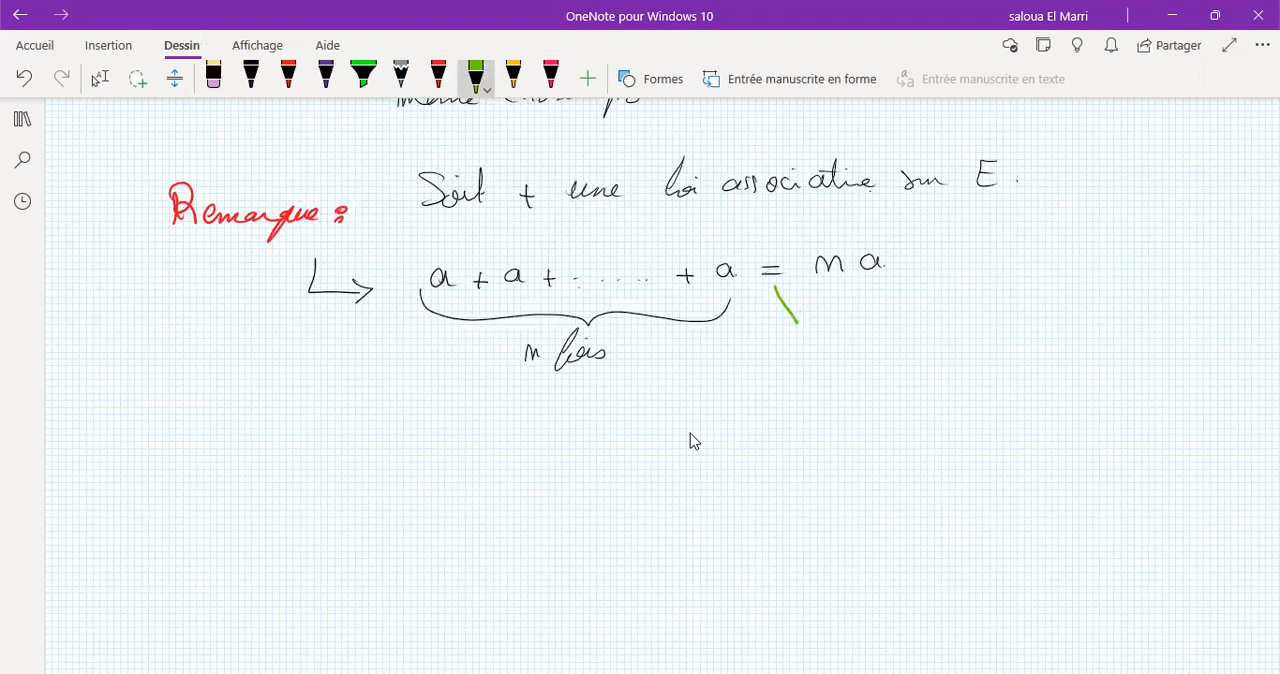 OneNote pour Windows 10
saloua El Marri
Accueil Insertion Dessin Affichage Aide
Partager
Formes Entrée manuscrite en forme Entrée manuscrite en texte
Soit + une loi associative sur E.
Remarque :
a + a + ...... + a = n a
n fois